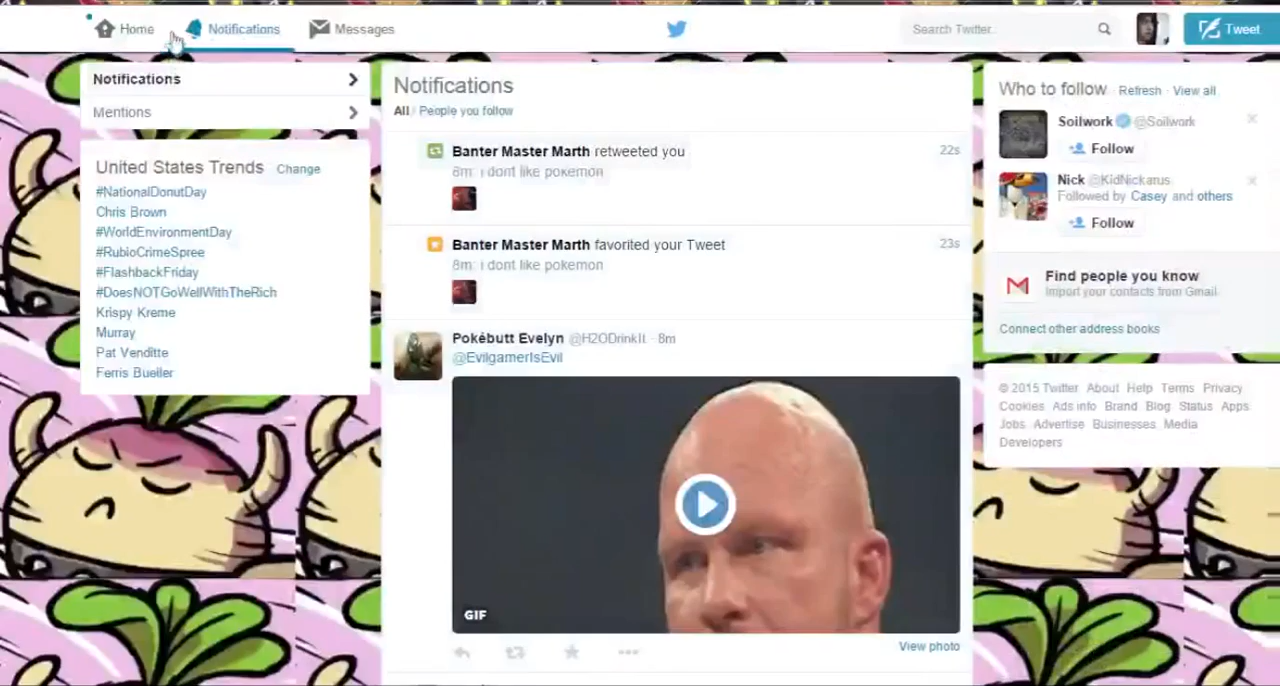 Home
Notifications
Messages
Search Twitter
Tweet
Notifications
Mentions
United States Trends Change
#NationalDonutDay
Chris Brown
#WorldEnvironmentDay
#RubioCrimeSpree
#FlashbackFriday
#DoesNOTGoWellWithTheRich
Krispy Kreme
Murray
Pat Venditte
Ferris Bueller
Notifications
All / People you follow
Banter Master Marth retweeted you 22s
8m: i dont like pokemon
Banter Master Marth favorited your Tweet 23s
8m: i dont like pokemon
Pokébutt Evelyn @H2ODrinkIt · 8m
@EvilgamerIsEvil
GIF
View photo
Who to follow · Refresh · View all
Soilwork @Soilwork
Follow
Nick @KidNickarus
Followed by Casey and others
Follow
Find people you know
Import your contacts from Gmail
Connect other address books
© 2015 Twitter About Help Terms Privacy
Cookies Ads info Brand Blog Status Apps
Jobs Advertise Businesses Media
Developers